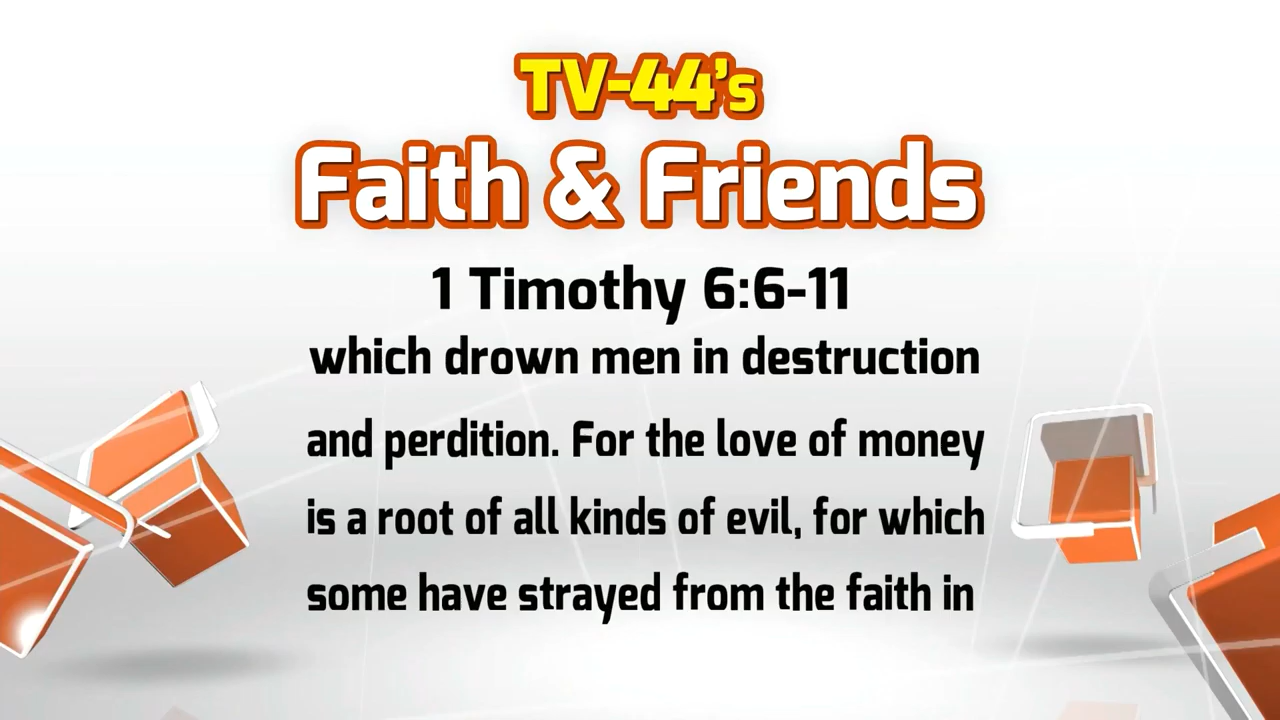 TV-44's
Faith & Friends
1 Timothy 6:6-11
which drown men in destruction
and perdition. For the love of money
is a root of all kinds of evil, for which
some have strayed from the faith in